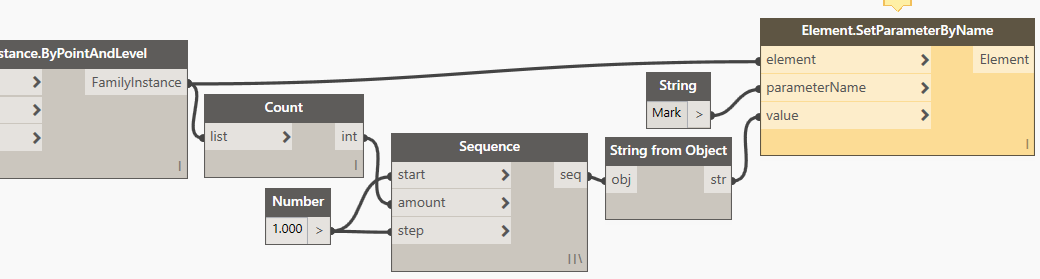 stance.ByPointAndLevel
FamilyInstance
Count
list
int
Number
1.000 >
Sequence
start
seq
amount
step
String
Mark >
String from Object
obj
str
Element.SetParameterByName
element
Element
parameterName
value